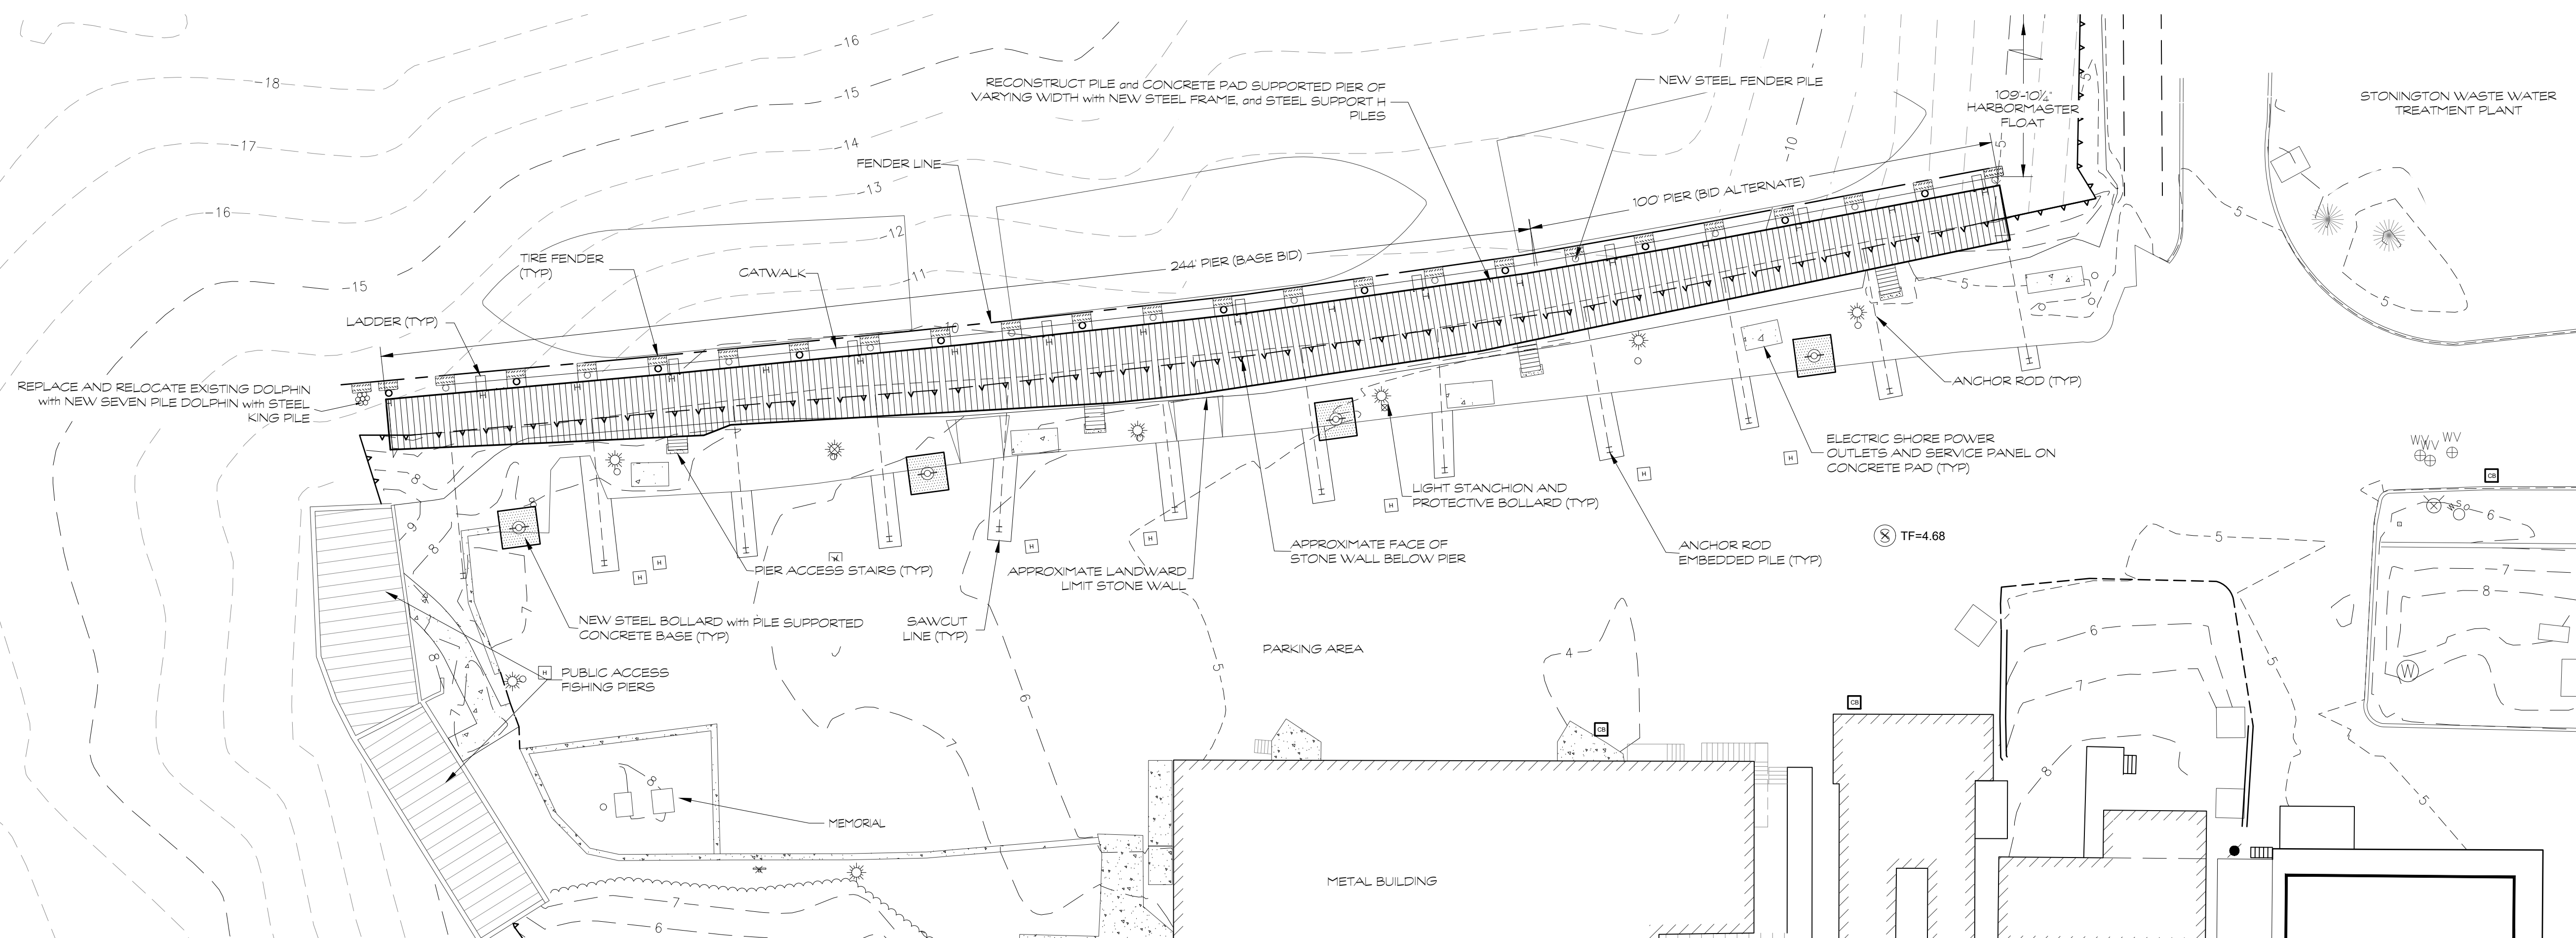 -16
-18
RECONSTRUCT PILE and CONCRETE PAD SUPPORTED PIER OF
VARYING WIDTH with NEW STEEL FRAME, and STEEL SUPPORT H
PILES
NEW STEEL FENDER PILE
109'-10¼"
HARBORMASTER
FLOAT
5
STONINGTON WASTE WATER
TREATMENT PLANT
-15
-17
-14
-10
5
FENDER LINE
-13
100' PIER (BID ALTERNATE)
-16
-12
5
TIRE FENDER
(TYP)
CATWALK
-11
244' PIER (BASE BID)
5
-15
5
LADDER (TYP)
-10
REPLACE AND RELOCATE EXISTING DOLPHIN
with NEW SEVEN PILE DOLPHIN with STEEL
KING PILE
ANCHOR ROD (TYP)
ELECTRIC SHORE POWER
OUTLETS AND SERVICE PANEL ON
CONCRETE PAD (TYP)
WV
WV
WV
CB
8
LIGHT STANCHION AND
PROTECTIVE BOLLARD (TYP)
H
H
H
8
9
8
WSO
6
TF=4.68
5
H
H
H
H
H
APPROXIMATE FACE OF
STONE WALL BELOW PIER
ANCHOR ROD
EMBEDDED PILE (TYP)
PIER ACCESS STAIRS (TYP)
APPROXIMATE LANDWARD
LIMIT STONE WALL
7
8
7
NEW STEEL BOLLARD with PILE SUPPORTED
CONCRETE BASE (TYP)
SAWCUT
LINE (TYP)
6
PARKING AREA
4
8
5
5
H
PUBLIC ACCESS
FISHING PIERS
W
7
7
6
CB
CB
7
8
8
5
MEMORIAL
METAL BUILDING
7
6